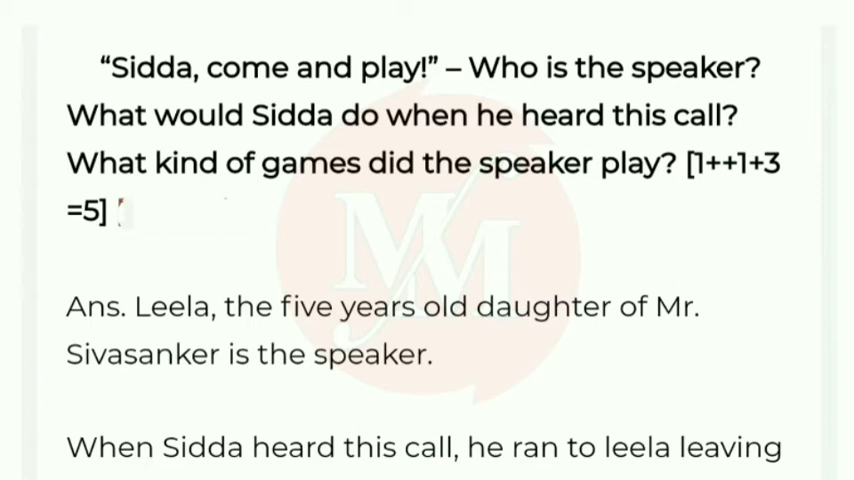 “Sidda, come and play!” – Who is the speaker?
What would Sidda do when he heard this call?
What kind of games did the speaker play? [1++1+3
=5]
Ans. Leela, the five years old daughter of Mr.
Sivasanker is the speaker.
When Sidda heard this call, he ran to leela leaving